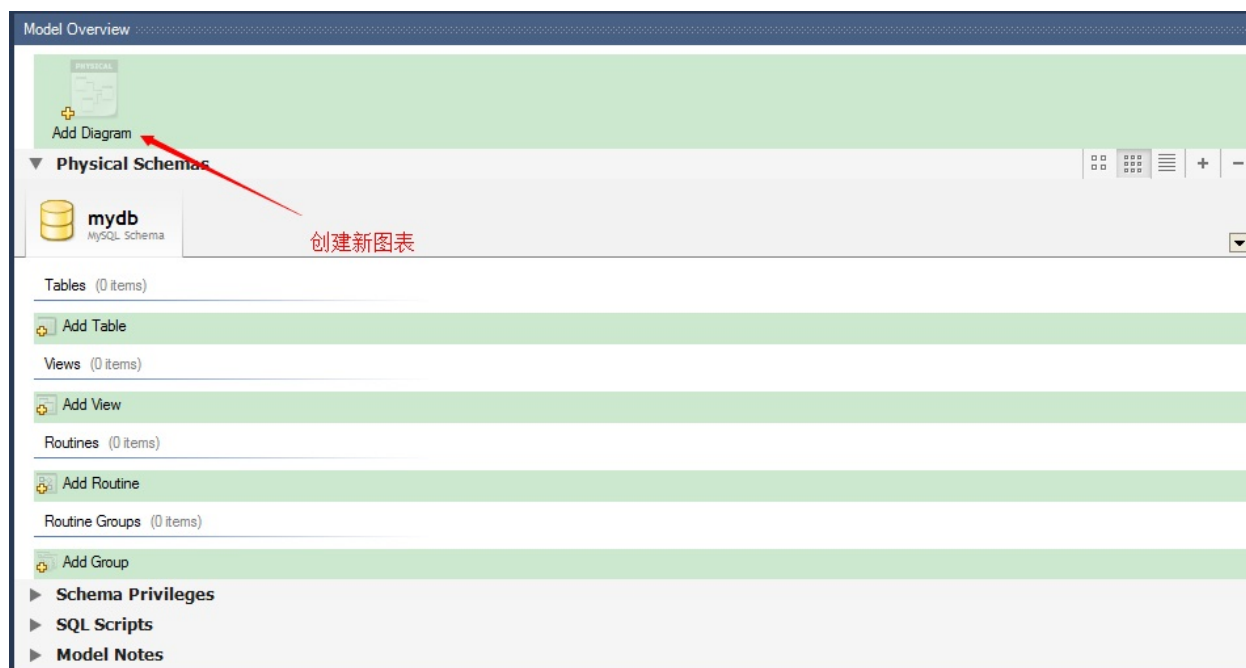 Model Overview
PHYSICAL
Add Diagram
Physical Schemas
mydb
MySQL Schema
创建新图表
Tables (0 items)
Add Table
Views (0 items)
Add View
Routines (0 items)
Add Routine
Routine Groups (0 items)
Add Group
Schema Privileges
SQL Scripts
Model Notes